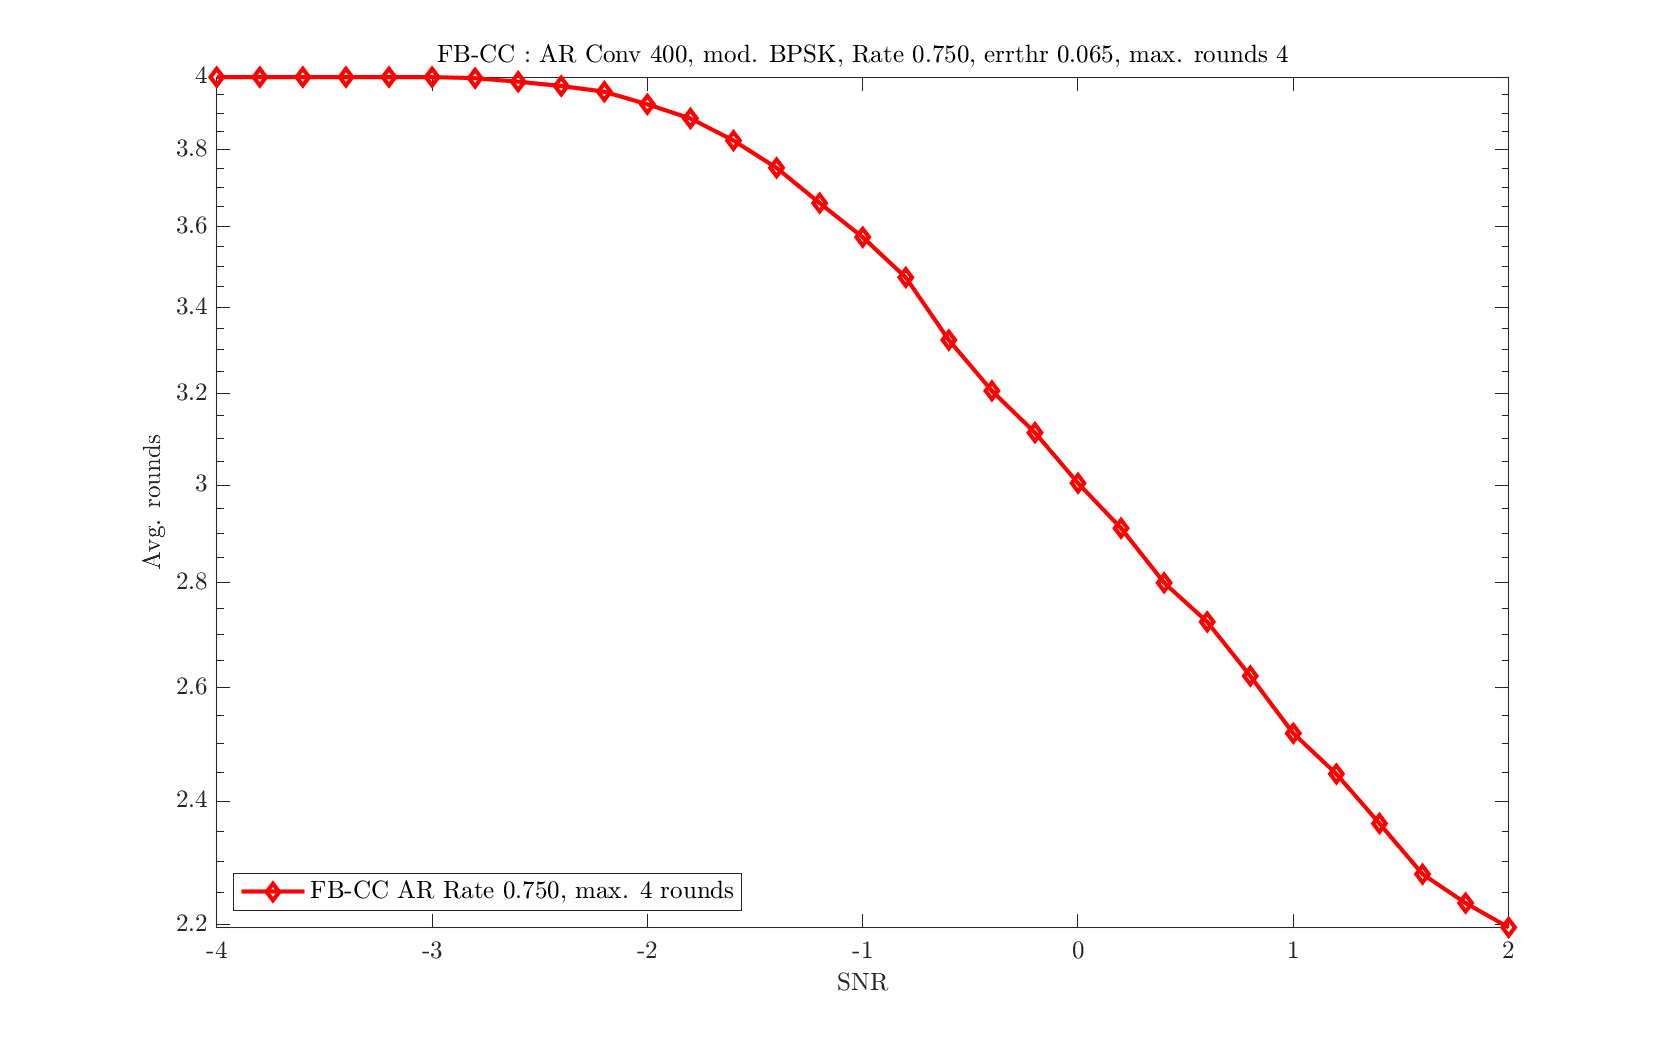 FB-CC : AR Conv 400, mod. BPSK, Rate 0.750, errthr 0.065, max. rounds 4
4
3.8
3.6
3.4
3.2
3
2.8
2.6
2.4
2.2
Avg. rounds
FB-CC AR Rate 0.750, max. 4 rounds
-4 -3 -2 -1 0 1 2
SNR